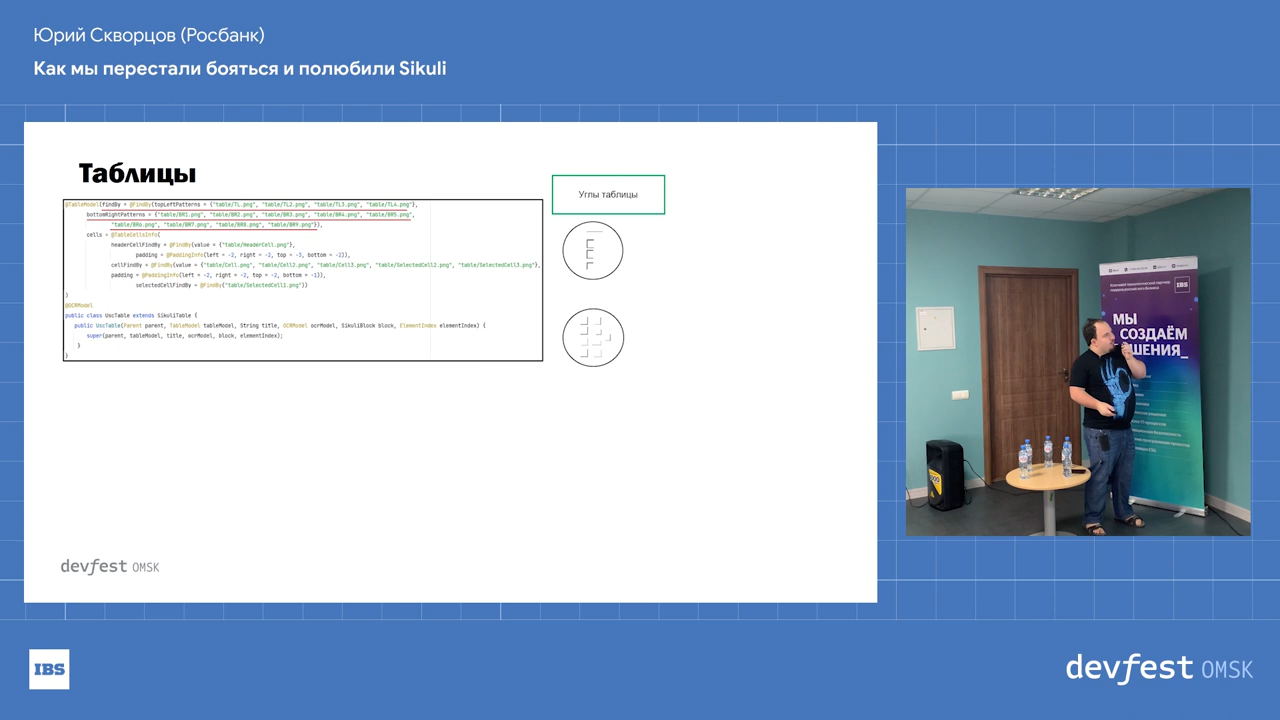 Юрий Скворцов (Росбанк)
Как мы перестали бояться и полюбили Sikuli
Таблицы
@TableModel(findBy = @FindBy(topLeftPatterns = {"table/TL.png", "table/TL2.png", "table/TL3.png", "table/TL4.png"},
bottomRightPatterns = {"table/BR1.png", "table/BR2.png", "table/BR3.png", "table/BR4.png", "table/BR5.png",
"table/BR6.png", "table/BR7.png", "table/BR8.png", "table/BR9.png"}),
cells = @TableCellsInfo(
headerCellFindBy = @FindBy(value = {"table/HeaderCell.png"},
padding = @PaddingInfo(left = -2, right = -2, top = -3, bottom = -2)),
cellFindBy = @FindBy(value = {"table/Cell.png", "table/Cell2.png", "table/Cell3.png", "table/SelectedCell2.png", "table/SelectedCell3.png"},
padding = @PaddingInfo(left = -2, right = -2, top = -2, bottom = -1)),
selectedCellFindBy = @FindBy("table/SelectedCell1.png"))
)
@OCRModel
public class UscTable extends SikuliTable {
public UscTable(Parent parent, TableModel tableModel, String title, OCRModel ocrModel, SikuliBlock block, ElementIndex elementIndex) {
super(parent, tableModel, title, ocrModel, block, elementIndex);
}
}
Углы таблицы
devfest OMSK
IBS
МЫ
СОЗДАЁМ
ШЕНИЯ_
IBS
devfest OMSK